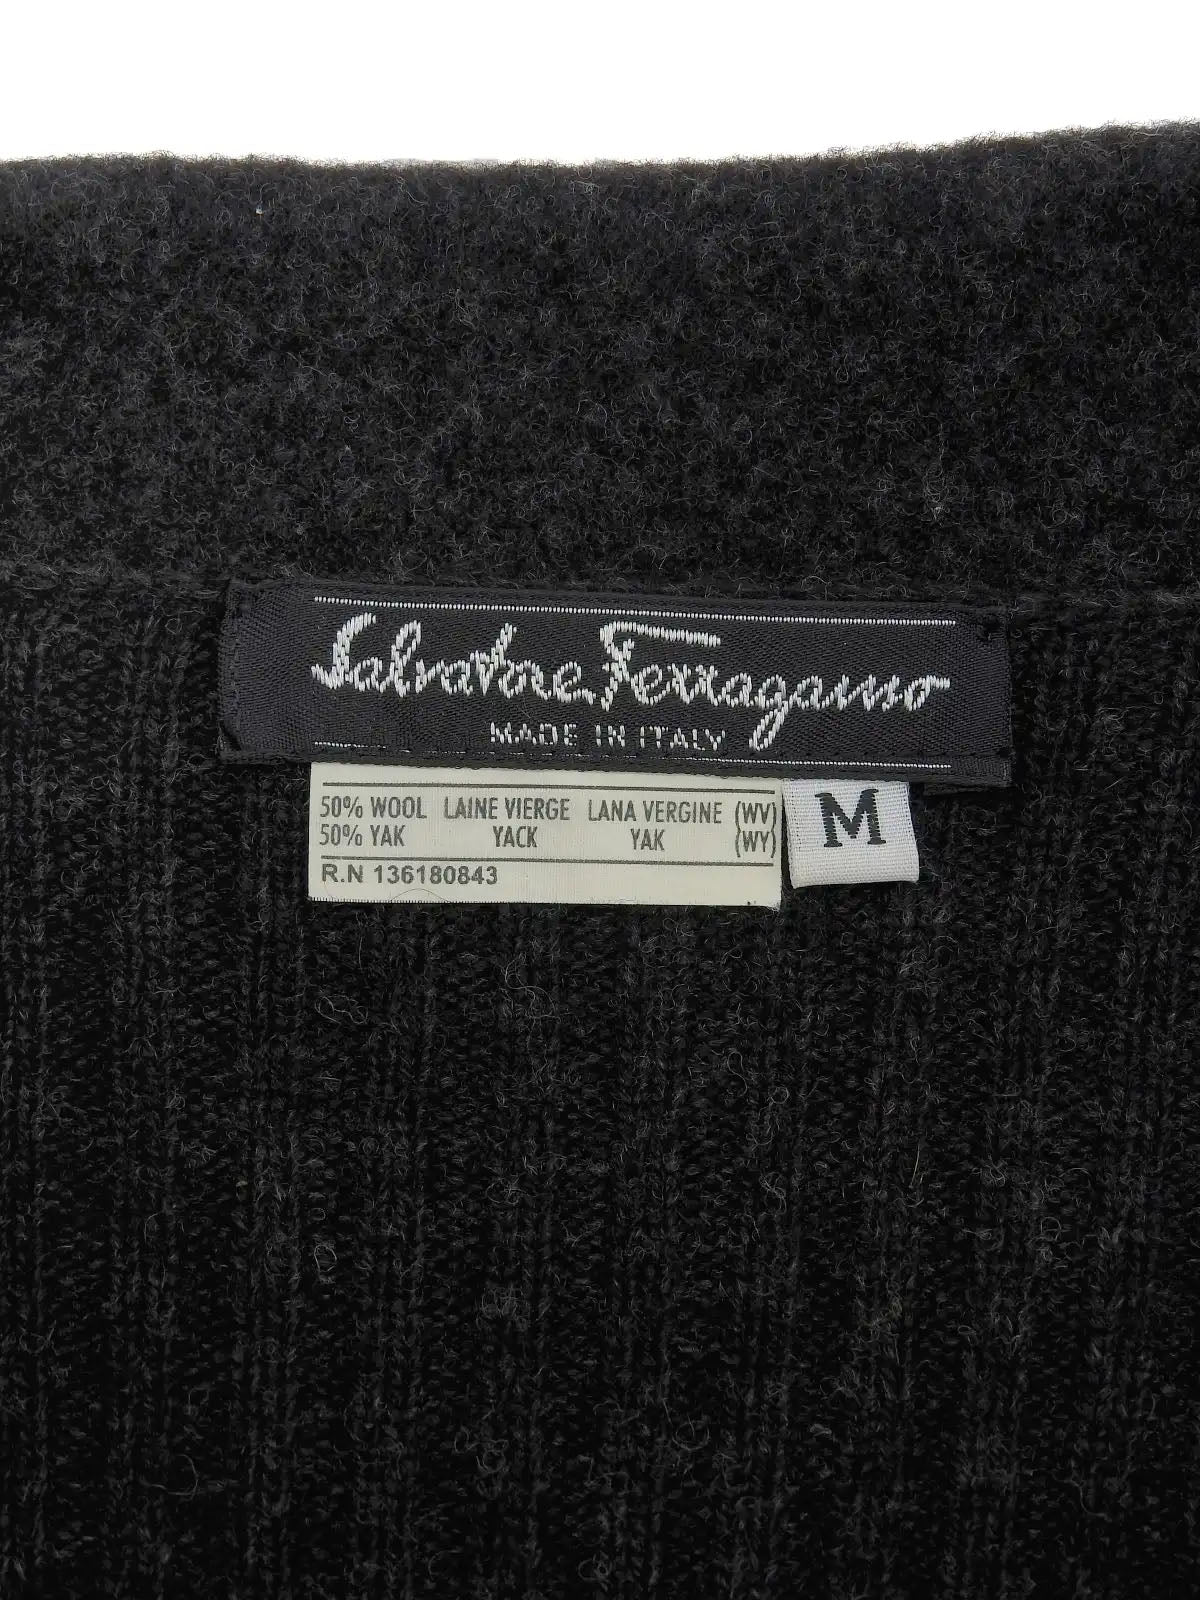 Salvatore Ferragamo
MADE IN ITALY
50% WOOL LAINE VIERGE LANA VERGINE (WV)
50% YAK YACK YAK (WY)
R.N 136180843
M